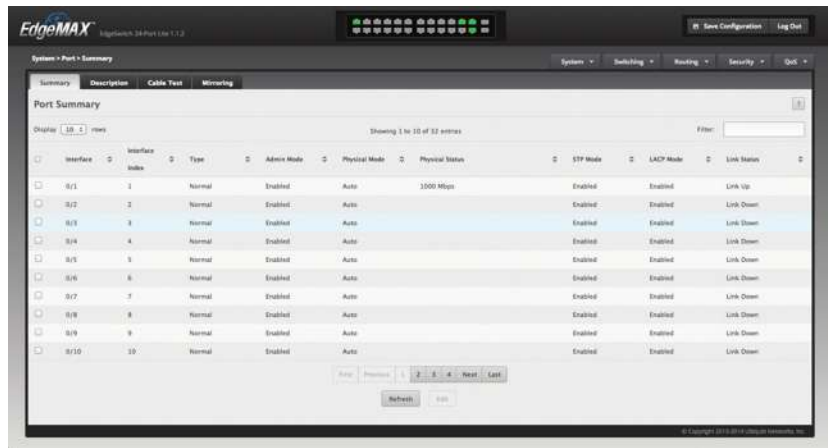 EdgeMAX EdgeSwitch 24-Port Lite 1.1.2
Save Configuration Log Out
System > Port > Summary
System Switching Routing Security QoS
Summary Description Cable Test Mirroring
Port Summary
Display 10 rows Showing 1 to 10 of 32 entries Filter:
Interface Interface Index Type Admin Mode Physical Mode Physical Status STP Mode LACP Mode Link Status
0/1 1 Normal Enabled Auto 1000 Mbps Enabled Enabled Link Up
0/2 2 Normal Enabled Auto Enabled Enabled Link Down
0/3 3 Normal Enabled Auto Enabled Enabled Link Down
0/4 4 Normal Enabled Auto Enabled Enabled Link Down
0/5 5 Normal Enabled Auto Enabled Enabled Link Down
0/6 6 Normal Enabled Auto Enabled Enabled Link Down
0/7 7 Normal Enabled Auto Enabled Enabled Link Down
0/8 8 Normal Enabled Auto Enabled Enabled Link Down
0/9 9 Normal Enabled Auto Enabled Enabled Link Down
0/10 10 Normal Enabled Auto Enabled Enabled Link Down
First Previous 1 2 3 4 Next Last
Refresh Edit
© Copyright 2013-2014 Ubiquiti Networks, Inc.